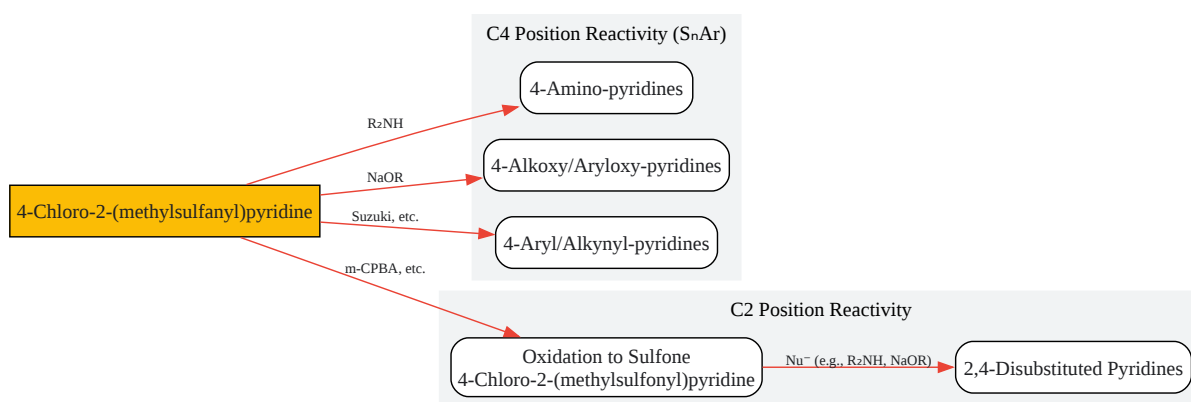 C4 Position Reactivity (SₙAr)
4-Amino-pyridines
R₂NH
4-Alkoxy/Aryloxy-pyridines
NaOR
4-Chloro-2-(methylsulfanyl)pyridine
Suzuki, etc.
4-Aryl/Alkynyl-pyridines
m-CPBA, etc.
C2 Position Reactivity
Oxidation to Sulfone
4-Chloro-2-(methylsulfonyl)pyridine
Nu⁻ (e.g., R₂NH, NaOR)
2,4-Disubstituted Pyridines